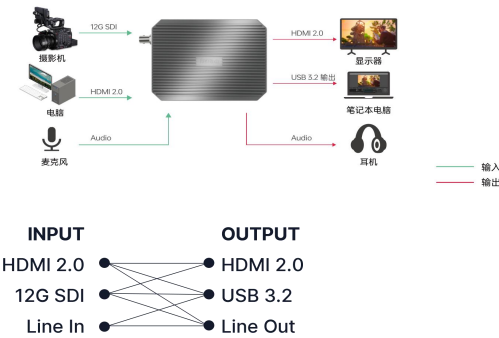 12G SDI
摄影机
HDMI 2.0
电脑
Audio
麦克风
HDMI 2.0
显示器
USB 3.2 输出
笔记本电脑
Audio
耳机
输入
输出
INPUT
OUTPUT
HDMI 2.0
HDMI 2.0
12G SDI
USB 3.2
Line In
Line Out